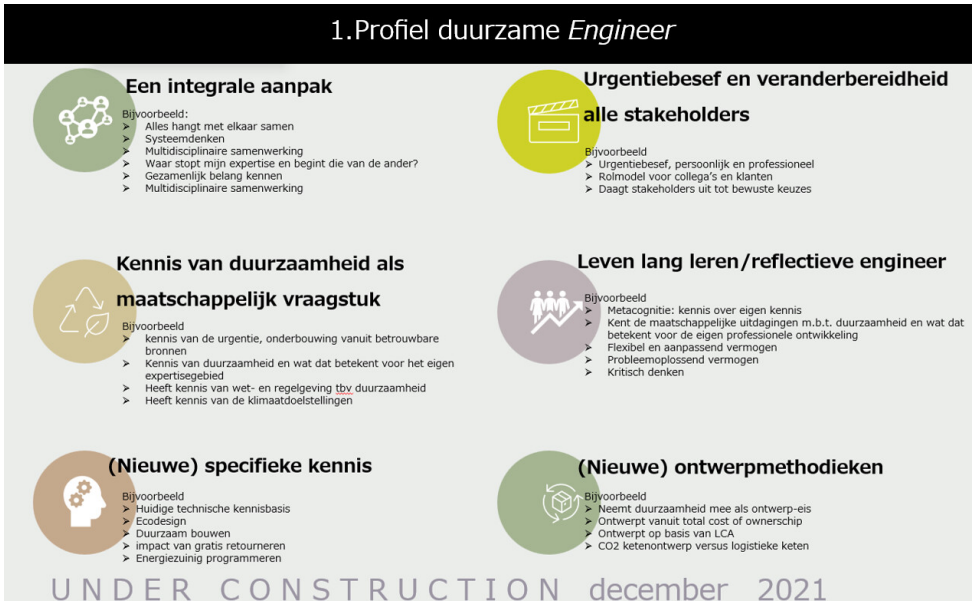 1.Profiel duurzame Engineer
Een integrale aanpak
Bijvoorbeeld:
➢ Alles hangt met elkaar samen
➢ Systeemdenken
➢ Multidisciplinaire samenwerking
➢ Waar stopt mijn expertise en begint die van de ander?
➢ Gezamenlijk belang kennen
➢ Multidisciplinaire samenwerking
Urgentiebesef en veranderbereidheid
alle stakeholders
Bijvoorbeeld
➢ Urgentiebesef, persoonlijk en professioneel
➢ Rolmodel voor collega's en klanten
➢ Daagt stakeholders uit tot bewuste keuzes
Kennis van duurzaamheid als
maatschappelijk vraagstuk
Bijvoorbeeld
➢ kennis van de urgentie, onderbouwing vanuit betrouwbare
bronnen
➢ Kennis van duurzaamheid en wat dat betekent voor het eigen
expertisegebied
➢ Heeft kennis van wet- en regelgeving tbv duurzaamheid
➢ Heeft kennis van de klimaatdoelstellingen
Leven lang leren/reflectieve engineer
Bijvoorbeeld
➢ Metacognitie: kennis over eigen kennis
➢ Kent de maatschappelijke uitdagingen m.b.t. duurzaamheid en wat dat
betekent voor de eigen professionele ontwikkeling
➢ Flexibel en aanpassend vermogen
➢ Probleemoplossend vermogen
➢ Kritisch denken
(Nieuwe) specifieke kennis
Bijvoorbeeld
➢ Huidige technische kennisbasis
➢ Ecodesign
➢ Duurzaam bouwen
➢ impact van gratis retourneren
➢ Energiezuinig programmeren
(Nieuwe) ontwerpmethodieken
Bijvoorbeeld
➢ Neemt duurzaamheid mee als ontwerp-eis
➢ Ontwerpt vanuit total cost of ownerschip
➢ Ontwerpt op basis van LCA
➢ CO2 ketenontwerp versus logistieke keten
UNDER CONSTRUCTION december 2021